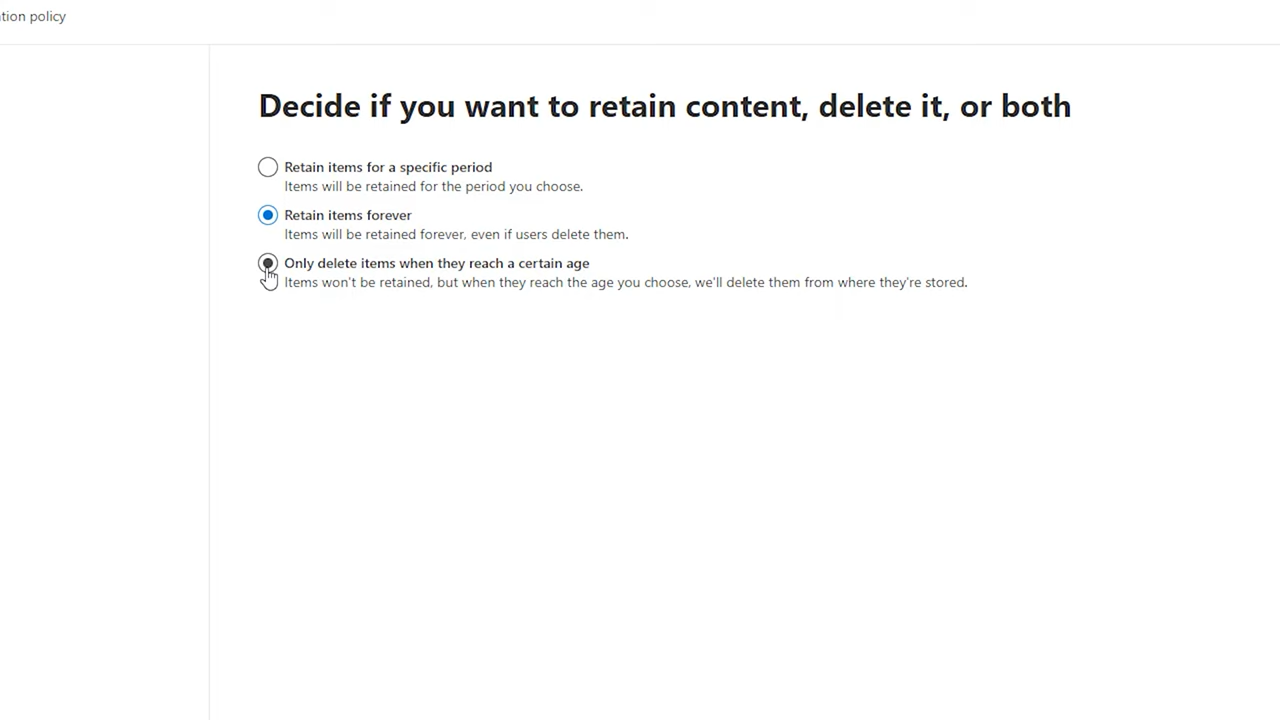 tion policy
Decide if you want to retain content, delete it, or both
Retain items for a specific period
Items will be retained for the period you choose.
Retain items forever
Items will be retained forever, even if users delete them.
Only delete items when they reach a certain age
Items won't be retained, but when they reach the age you choose, we'll delete them from where they're stored.